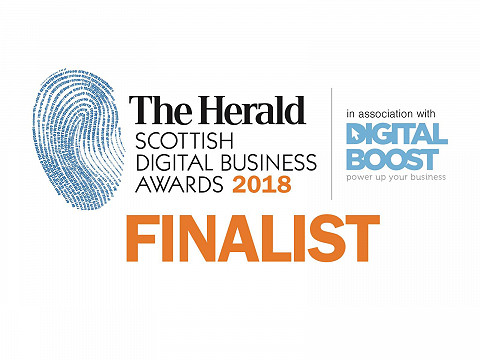 The Herald
SCOTTISH
DIGITAL BUSINESS
AWARDS 2018
in association with
DIGITAL
BOOST
power up your business
FINALIST